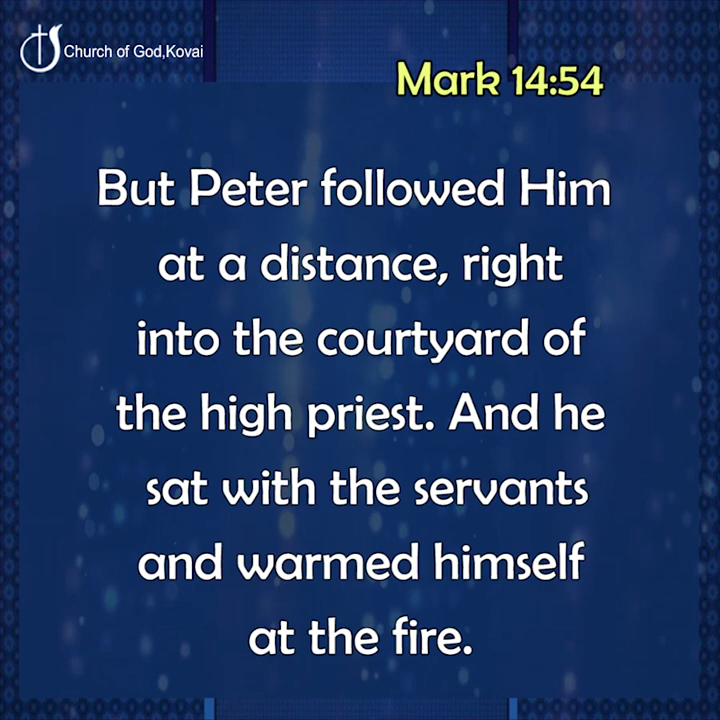 Church of God,Kovai
Mark 14:54
But Peter followed Him
at a distance, right
into the courtyard of
the high priest. And he
sat with the servants
and warmed himself
at the fire.